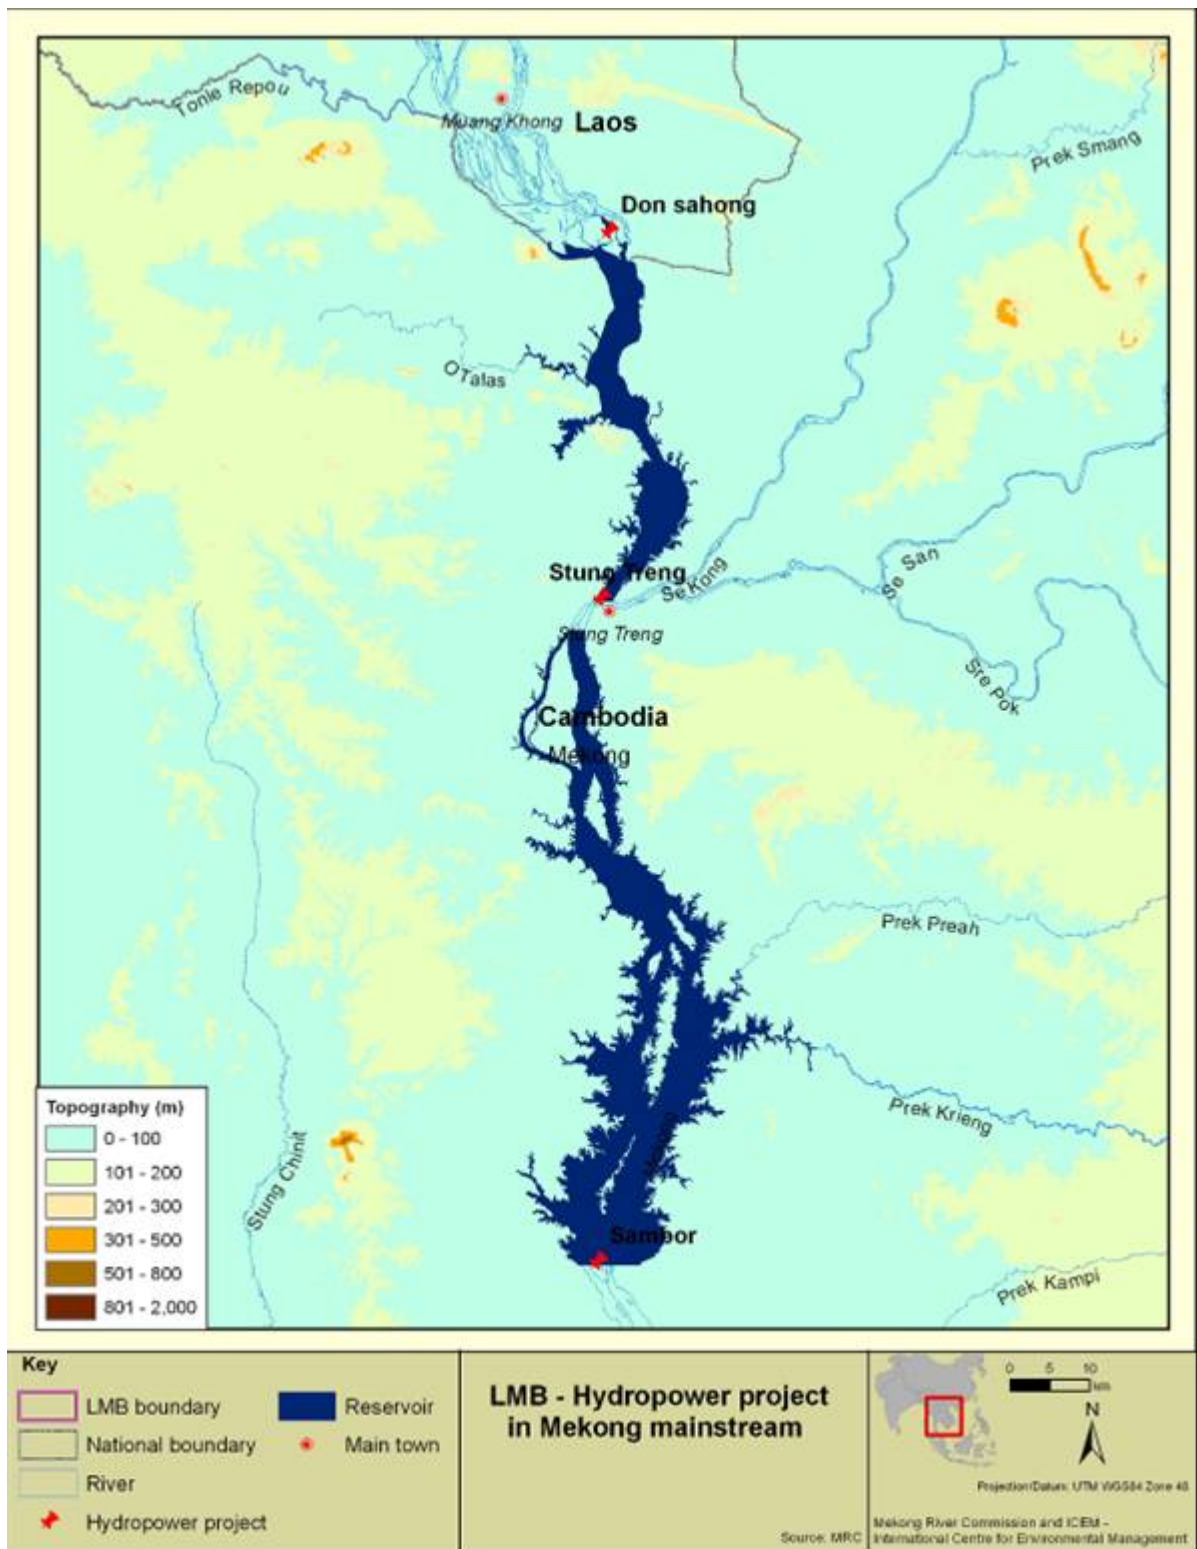 Tonle Repou
Muang Khong
Laos
Prek Smang
Don sahong
OTalas
Stung Treng
Se Kong
Se San
Stung Treng
Sre Pok
Cambodia
Mekong
Prek Preah
Prek Krieng
Mekong
Stung Chinit
Sambor
Prek Kampi
Topography (m)
0 - 100
101 - 200
201 - 300
301 - 500
501 - 800
801 - 2,000
Key
LMB boundary
National boundary
River
Hydropower project
Reservoir
Main town
LMB - Hydropower project
in Mekong mainstream
Source: MRC
0 5 10
km
N
Projection/Datum: UTM WGS84 Zone 48
Mekong River Commission and ICEM –
International Centre for Environmental Management